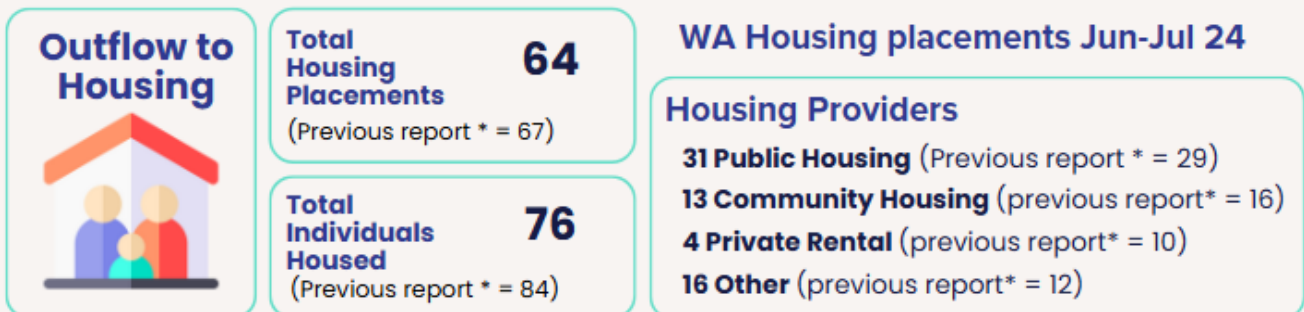 Outflow to
Housing
Total
Housing
Placements
64
(Previous report * = 67)
Total
Individuals
Housed
76
(Previous report * = 84)
WA Housing placements Jun-Jul 24
Housing Providers
31 Public Housing (Previous report * = 29)
13 Community Housing (previous report* = 16)
4 Private Rental (previous report* = 10)
16 Other (previous report* = 12)